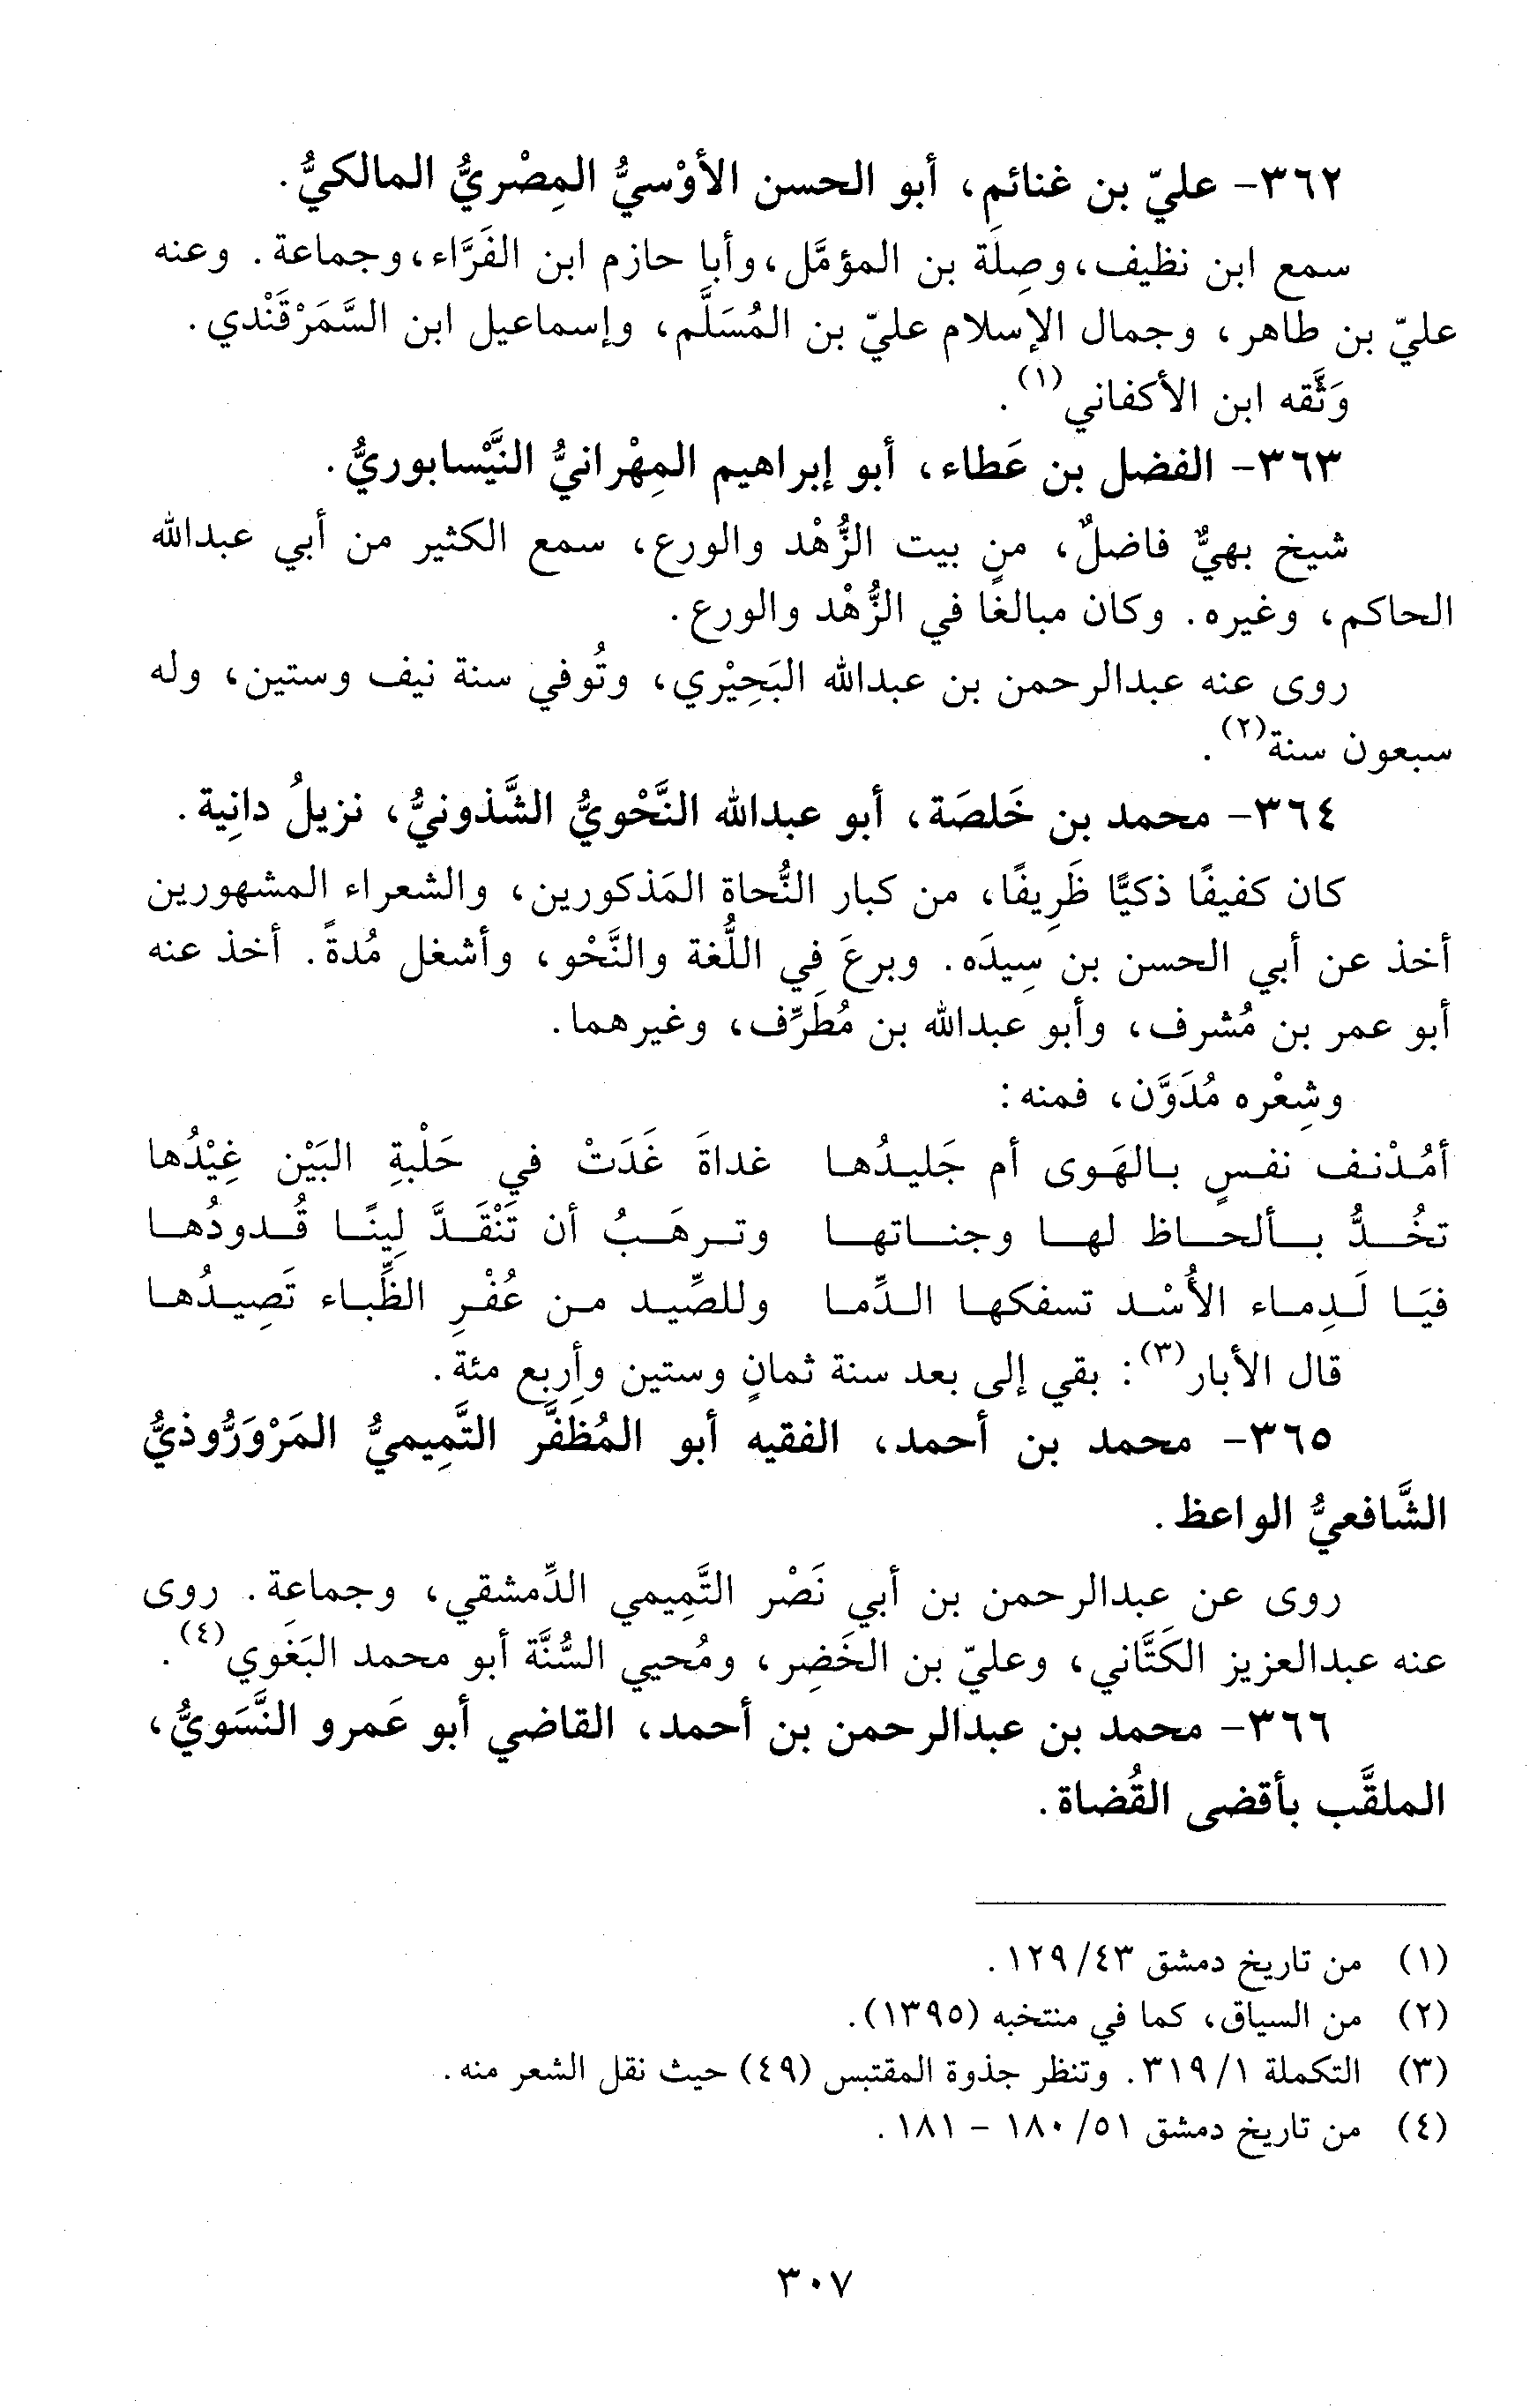 ٣٦٢- عليّ بن غنائم، أبو الحسن الأوْسيُّ المِصْريُّ المالكيُّ.
سمع ابن نظيف، وصِلَة بن المؤمَّل، وأبا حازم ابن الفَرَّاء، وجماعة. وعنه
عليّ بن طاهر، وجمال الإسلام عليّ بن المُسَلَّم، وإسماعيل ابن السَّمَرْقَنْدي.
وَثَّقه ابن الأكفاني(١).
٣٦٣- الفضل بن عَطاء، أبو إبراهيم المِهْرانيُّ النَّيْسابوريُّ.
شيخ بهيٌّ فاضلٌ، من بيت الزُّهْد والورع، سمع الكثير من أبي عبدالله
الحاكم، وغيره. وكان مبالغًا في الزُّهْد والورع.
روى عنه عبدالرحمن بن عبدالله البَحِيْري، وتُوفي سنة نيف وستين، وله
سبعون سنة(٢).
٣٦٤- محمد بن خَلصَة، أبو عبدالله النَّحْويُّ الشَّذونيُّ، نزيلُ دانِية.
كان كفيفًا ذكيًّا ظَرِيفًا، من كبار النُّحاة المَذكورين، والشعراء المشهورين
أخذ عن أبي الحسن بن سِيدَه. وبرعَ في اللُّغة والنَّحْو، وأشغل مُدةً. أخذ عنه
أبو عمر بن مُشرف، وأبو عبدالله بن مُطَرِّف، وغيرهما.
وشِعْره مُدَوَّن، فمنه:
أمُدْنف نفسٍ بالهَوى أم جَليدُها غداةَ غَدَتْ في حَلْبةِ البَيْن غِيْدُها
تخُدُّ بألحاظ لها وجناتها وترهَبُ أن تَنْقَدَّ لِينًا قُدودُها
فيَا لَدِماء الأُسْد تسفكها الدِّما وللصِّيد من عُفْرِ الظِّباء تَصِيدُها
قال الأبار(٣): بقي إلى بعد سنة ثمانٍ وستين وأربع مئة.
٣٦٥- محمد بن أحمد، الفقيه أبو المُظفَّر التَّمِيميُّ المَرْوَرُّوذيُّ
الشَّافعيُّ الواعظ.
روى عن عبدالرحمن بن أبي نَصْر التَّمِيمي الدِّمشقي، وجماعة. روى
عنه عبدالعزيز الكَتَّاني، وعليّ بن الخَضِر، ومُحيي السُّنَّة أبو محمد البَغَوي(٤).
٣٦٦- محمد بن عبدالرحمن بن أحمد، القاضي أبو عَمرو النَّسَويُّ،
الملقَّب بأقضى القُضاة.
(١) من تاريخ دمشق ٤٣/ ١٢٩.
(٢) من السياق، كما في منتخبه (١٣٩٥).
(٣) التكملة ١/ ٣١٩. وتنظر جذوة المقتبس (٤٩) حيث نقل الشعر منه.
(٤) من تاريخ دمشق ٥١/ ١٨٠ - ١٨١.
٣٠٧